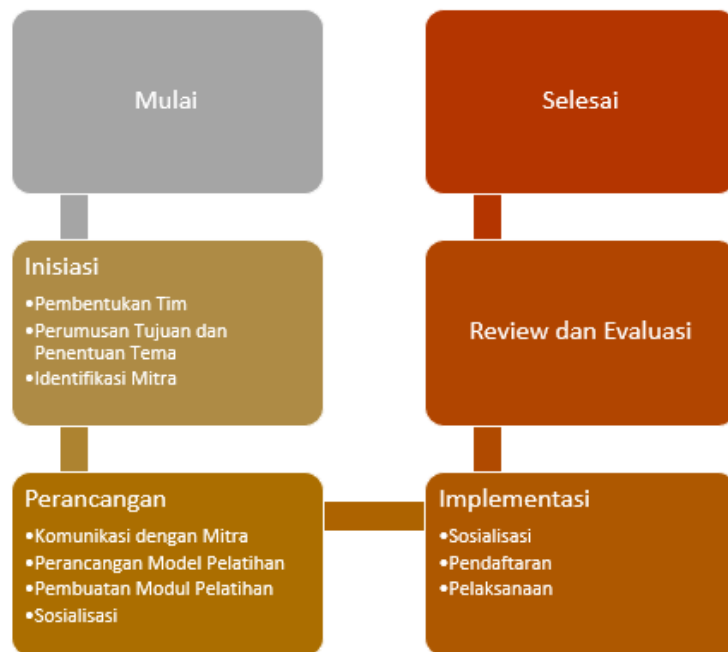 Mulai
Inisiasi
•Pembentukan Tim
•Perumusan Tujuan dan
Penentuan Tema
•Identifikasi Mitra
Perancangan
•Komunikasi dengan Mitra
•Perancangan Model Pelatihan
•Pembuatan Modul Pelatihan
•Sosialisasi
Implementasi
•Sosialisasi
•Pendaftaran
•Pelaksanaan
Review dan Evaluasi
Selesai